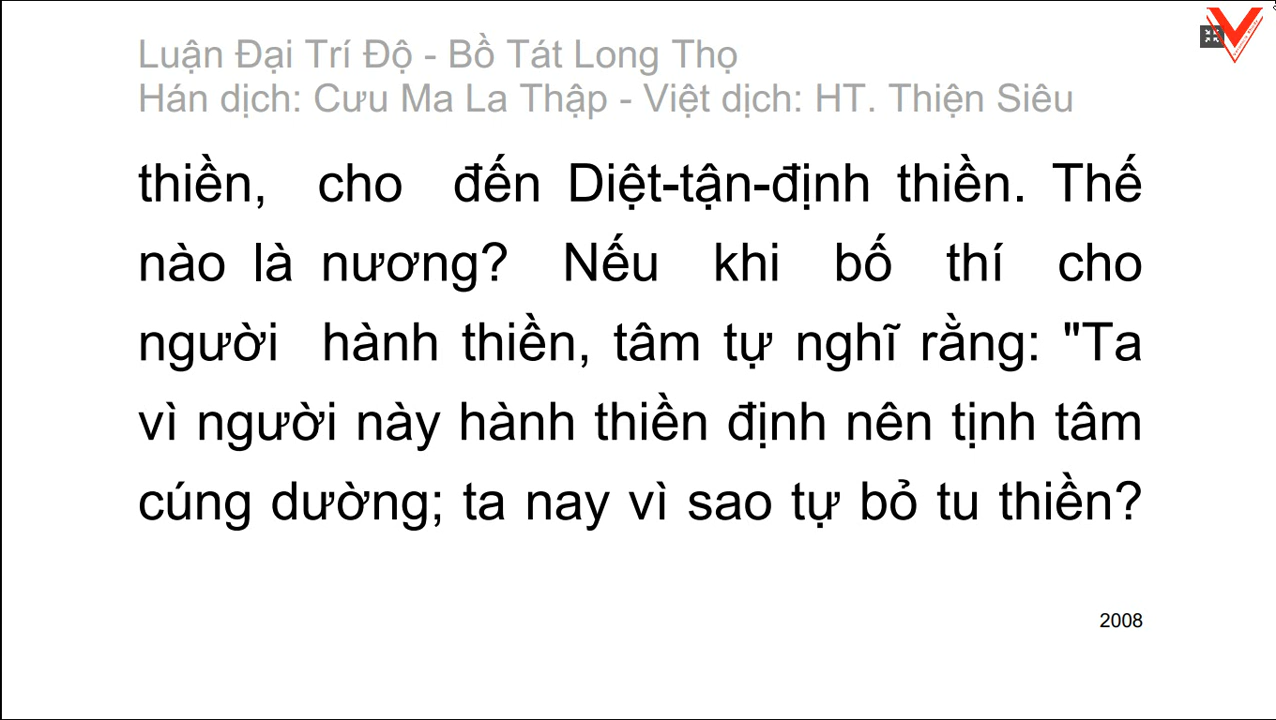 Luận Đại Trí Độ - Bồ Tát Long Thọ
Hán dịch: Cưu Ma La Thập - Việt dịch: HT. Thiện Siêu
thiền, cho đến Diệt-tận-định thiền. Thế
nào là nương? Nếu khi bố thí cho
người hành thiền, tâm tự nghĩ rằng: "Ta
vì người này hành thiền định nên tịnh tâm
cúng dường; ta nay vì sao tự bỏ tu thiền?
2008